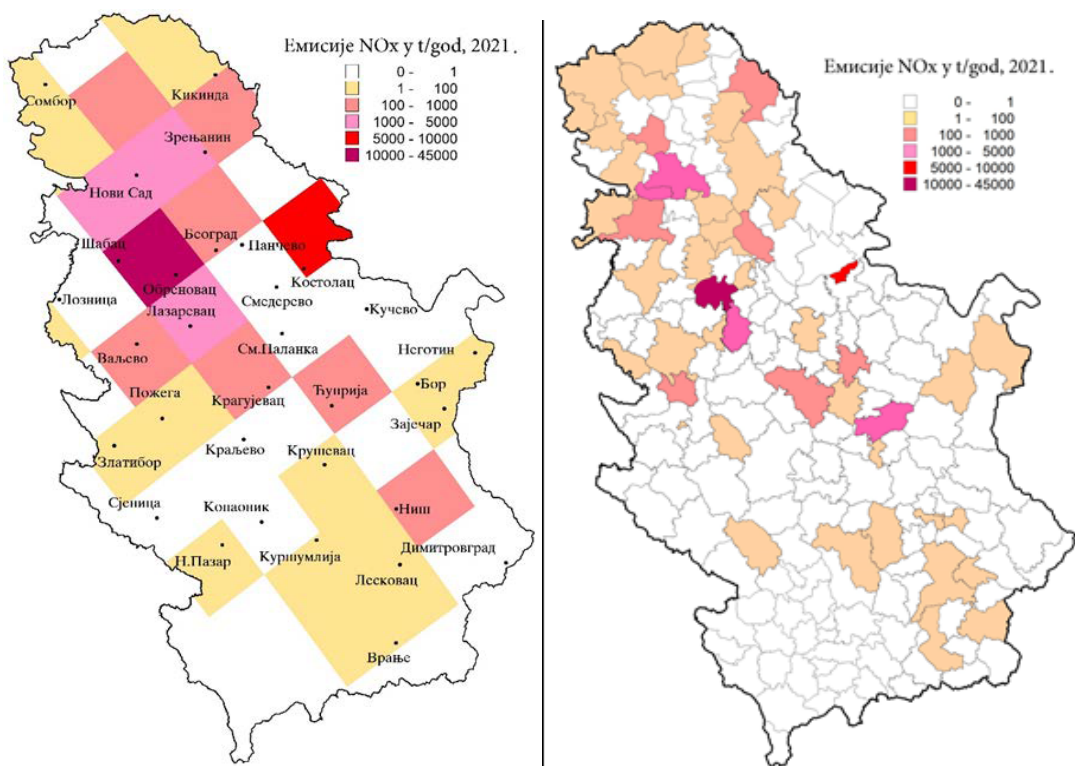 Емисије NOx у t/год, 2021.
0 - 1
1 - 100
100 - 1000
1000 - 5000
5000 - 10000
10000 - 45000
Сомбор
Кикинда
Зрењанин
Нови Сад
Шабац
Београд
Панчево
Обреновац
Костолац
Лозница
Смедерево
Лазаревац
Кучево
Ваљево
См.Паланка
Неготин
Бор
Пожега
Крагујевац
Ћуприја
Зајечар
Златибор
Краљево
Крушевац
Сјеница
Копаоник
Ниш
Н.Пазар
Куршумлија
Димитровград
Лесковац
Врање
Емисије NOx у t/год, 2021.
0 - 1
1 - 100
100 - 1000
1000 - 5000
5000 - 10000
10000 - 45000